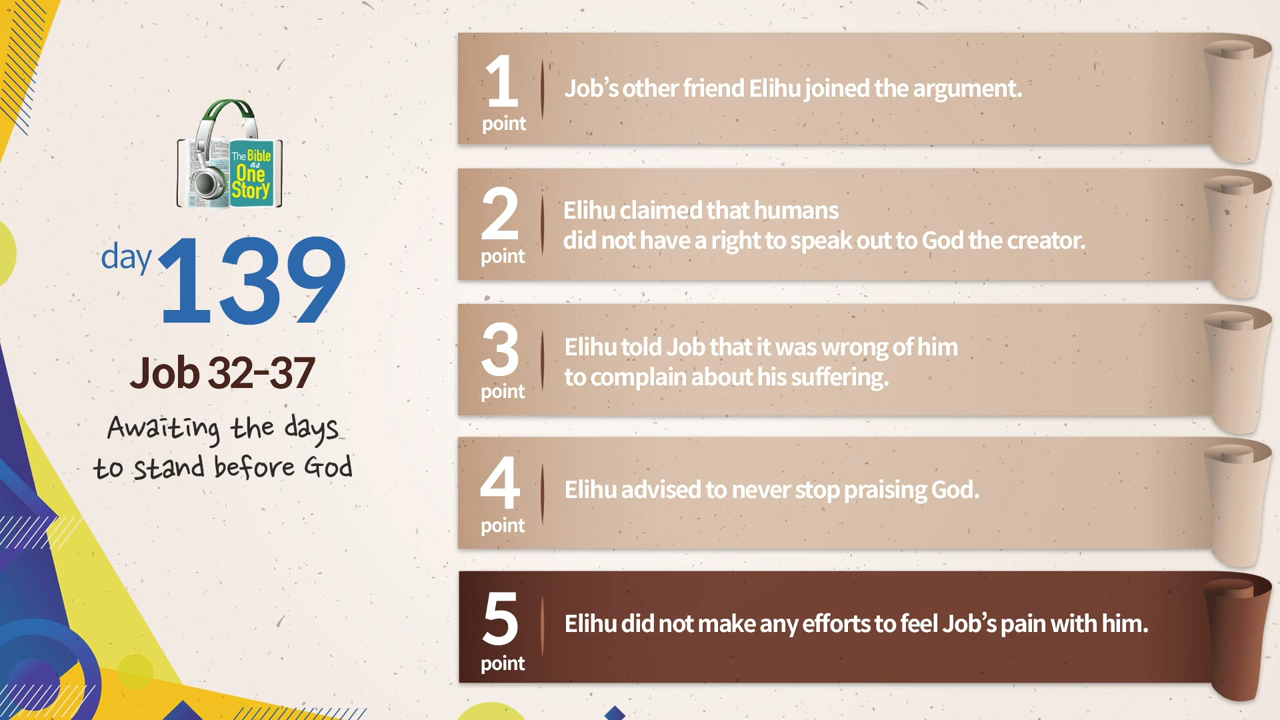 The Bible
as
One
Story
day 139
Job 32-37
Awaiting the days
to stand before God
1
point
Job's other friend Elihu joined the argument.
2
point
Elihu claimed that humans
did not have a right to speak out to God the creator.
3
point
Elihu told Job that it was wrong of him
to complain about his suffering.
4
point
Elihu advised to never stop praising God.
5
point
Elihu did not make any efforts to feel Job's pain with him.